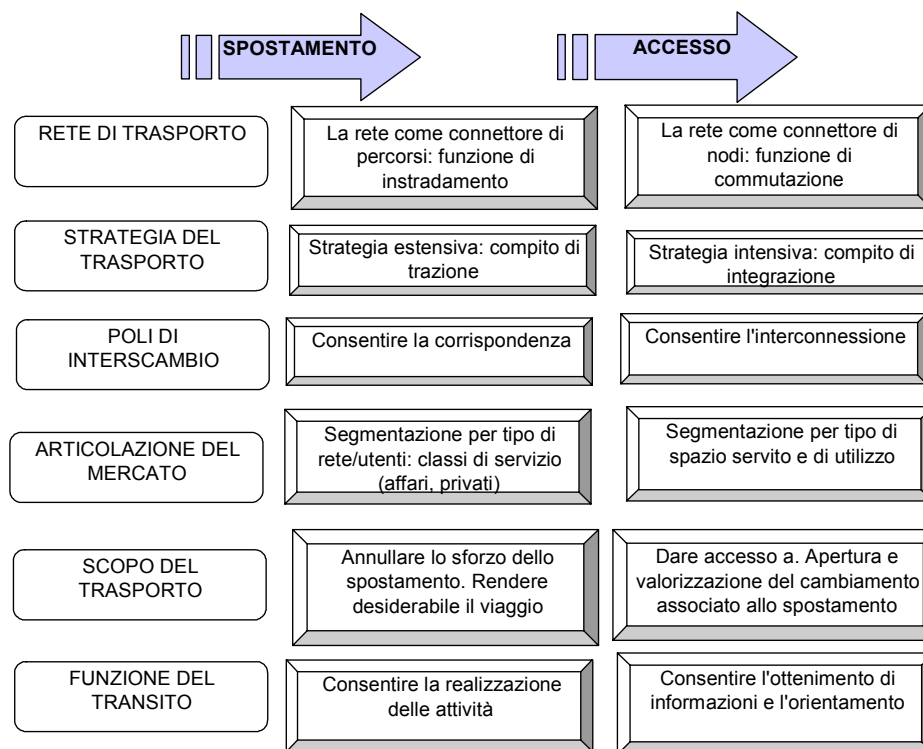 SPOSTAMENTO
ACCESSO
RETE DI TRASPORTO
La rete come connettore di
percorsi: funzione di
instradamento
La rete come connettore di
nodi: funzione di
commutazione
STRATEGIA DEL
TRASPORTO
Strategia estensiva: compito di
trazione
Strategia intensiva: compito di
integrazione
POLI DI
INTERSCAMBIO
Consentire la corrispondenza
Consentire l'interconnessione
ARTICOLAZIONE DEL
MERCATO
Segmentazione per tipo di
rete/utenti: classi di servizio
(affari, privati)
Segmentazione per tipo di
spazio servito e di utilizzo
SCOPO DEL
TRASPORTO
Annullare lo sforzo dello
spostamento. Rendere
desiderabile il viaggio
Dare accesso a. Apertura e
valorizzazione del cambiamento
associato allo spostamento
FUNZIONE DEL
TRANSITO
Consentire la realizzazione
delle attività
Consentire l'ottenimento di
informazioni e l'orientamento